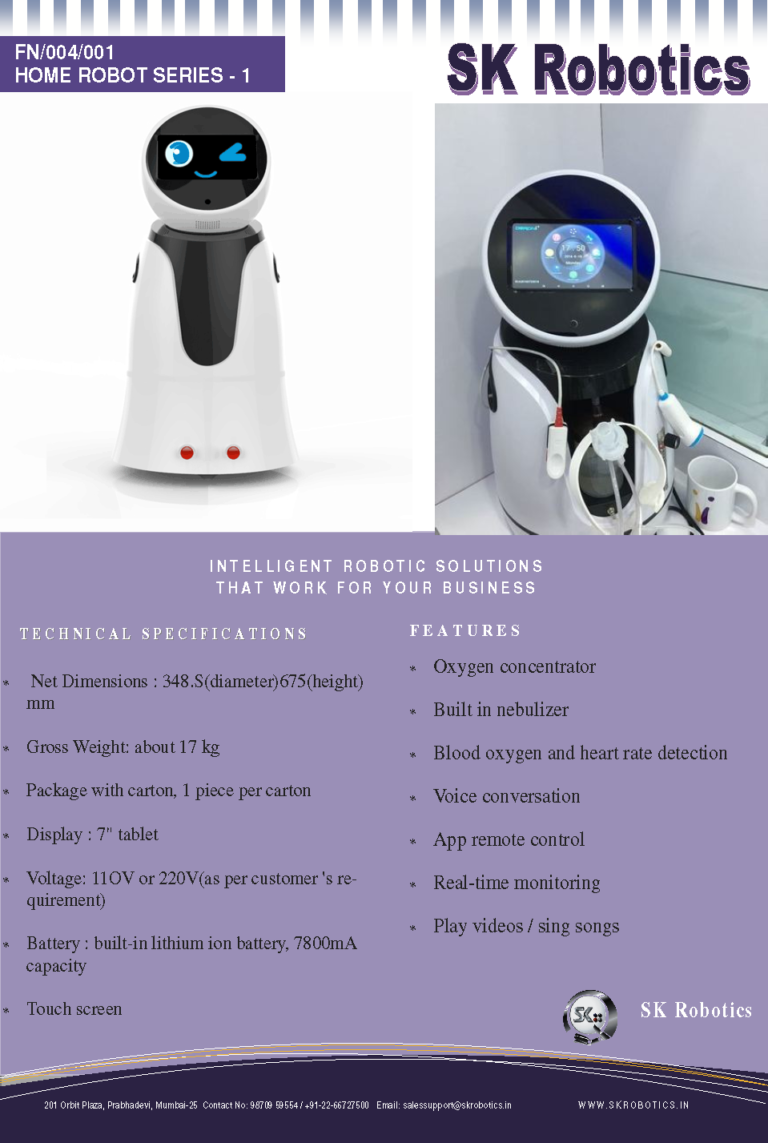 FN/004/001
HOME ROBOT SERIES - 1
SK Robotics
17:50
INTELLIGENT ROBOTIC SOLUTIONS
THAT WORK FOR YOUR BUSINESS
TECHNICAL SPECIFICATIONS
Net Dimensions : 348.S(diameter)675(height)
mm
Gross Weight: about 17 kg
Package with carton, 1 piece per carton
Display : 7" tablet
Voltage: 11OV or 220V(as per customer 's re-
quirement)
Battery : built-in lithium ion battery, 7800mA
capacity
Touch screen
FEATURES
Oxygen concentrator
Built in nebulizer
Blood oxygen and heart rate detection
Voice conversation
App remote control
Real-time monitoring
Play videos / sing songs
SK
SK Robotics
201 Orbit Plaza, Prabhadevi, Mumbai-25 Contact No: 98709 59554 / +91-22-66727500 Email: salessupport@skrobotics.in
WWW.SKROBOTICS.IN